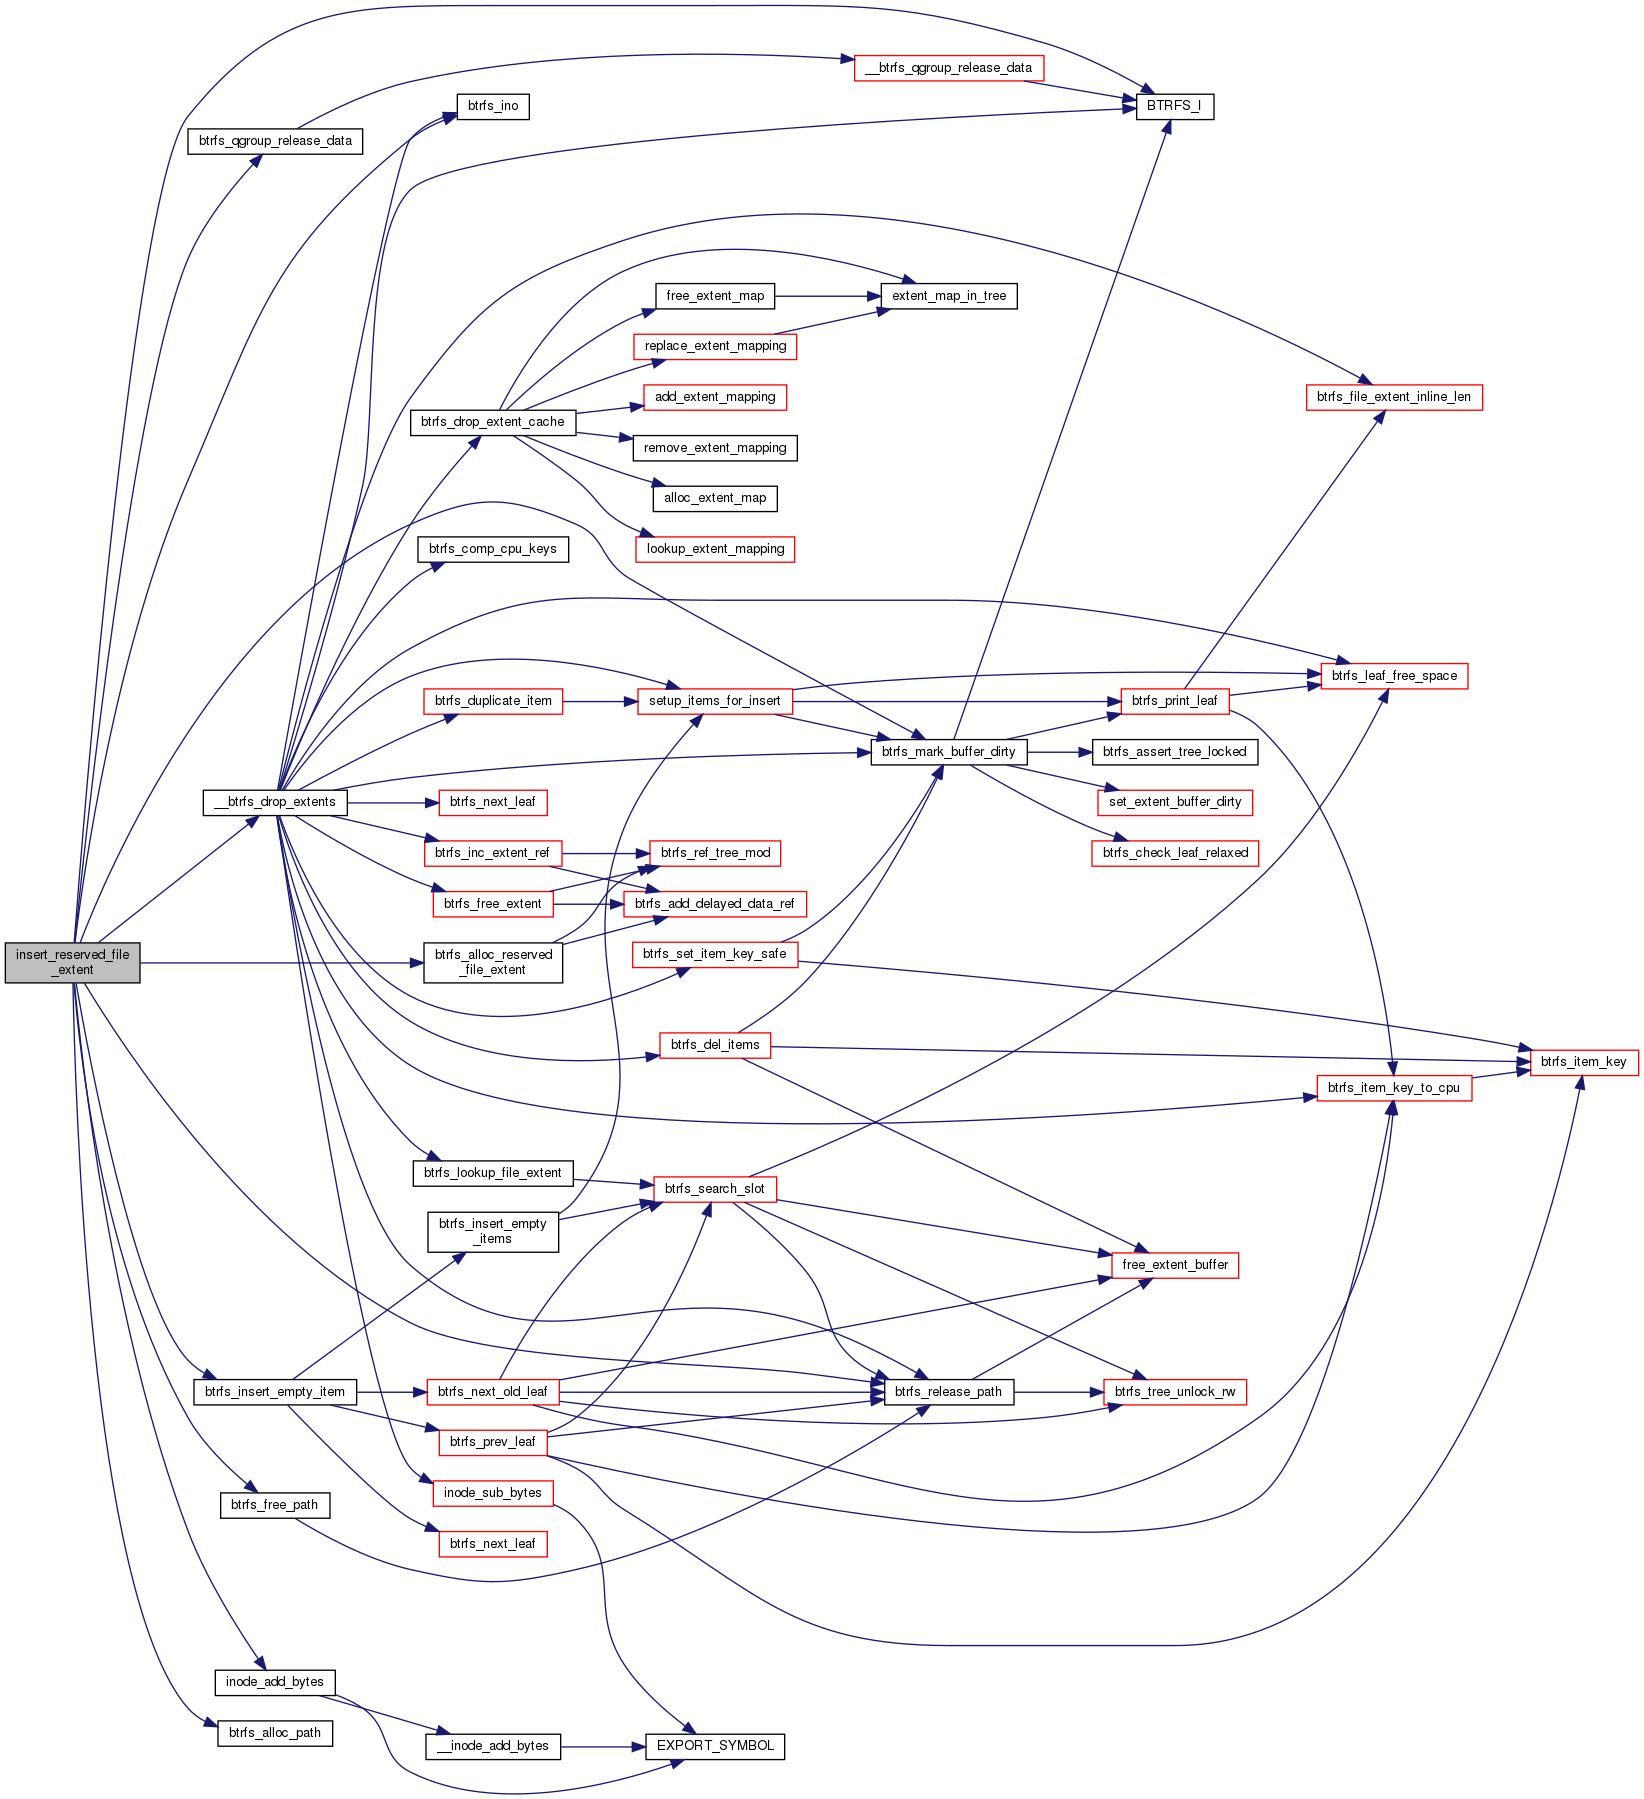 __btrfs_qgroup_release_data
btrfs_ino
BTRFS_I
btrfs_qgroup_release_data
free_extent_map
extent_map_in_tree
replace_extent_mapping
add_extent_mapping
btrfs_file_extent_inline_len
btrfs_drop_extent_cache
remove_extent_mapping
alloc_extent_map
btrfs_comp_cpu_keys
lookup_extent_mapping
btrfs_leaf_free_space
btrfs_duplicate_item
setup_items_for_insert
btrfs_print_leaf
btrfs_mark_buffer_dirty
btrfs_assert_tree_locked
__btrfs_drop_extents
btrfs_next_leaf
set_extent_buffer_dirty
btrfs_inc_extent_ref
btrfs_ref_tree_mod
btrfs_check_leaf_relaxed
btrfs_free_extent
btrfs_add_delayed_data_ref
insert_reserved_file
_extent
btrfs_alloc_reserved
_file_extent
btrfs_set_item_key_safe
btrfs_del_items
btrfs_item_key
btrfs_item_key_to_cpu
btrfs_lookup_file_extent
btrfs_search_slot
btrfs_insert_empty
_items
free_extent_buffer
btrfs_insert_empty_item
btrfs_next_old_leaf
btrfs_release_path
btrfs_tree_unlock_rw
btrfs_prev_leaf
inode_sub_bytes
btrfs_free_path
btrfs_next_leaf
inode_add_bytes
btrfs_alloc_path
__inode_add_bytes
EXPORT_SYMBOL